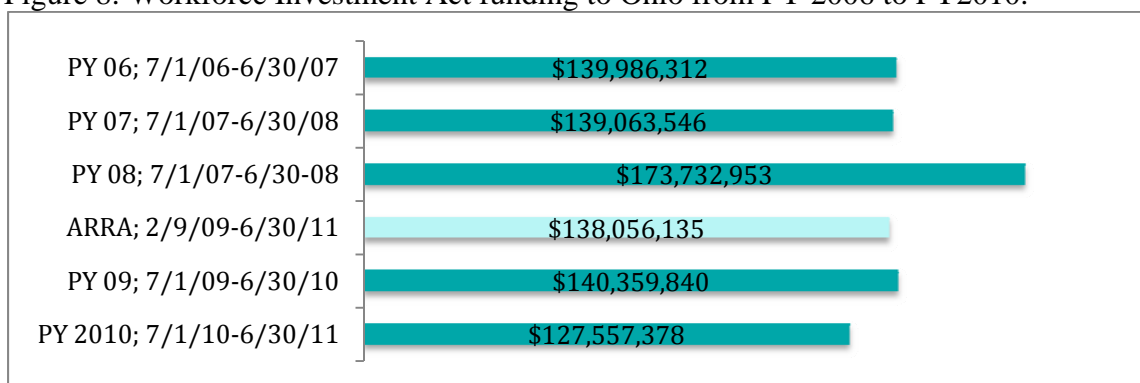 Figure 8: Workforce Investment Act funding to Ohio from PY 2006 to PY2010.
PY 06; 7/1/06-6/30/07 $139,986,312
PY 07; 7/1/07-6/30/08 $139,063,546
PY 08; 7/1/07-6/30-08 $173,732,953
ARRA; 2/9/09-6/30/11 $138,056,135
PY 09; 7/1/09-6/30/10 $140,359,840
PY 2010; 7/1/10-6/30/11 $127,557,378